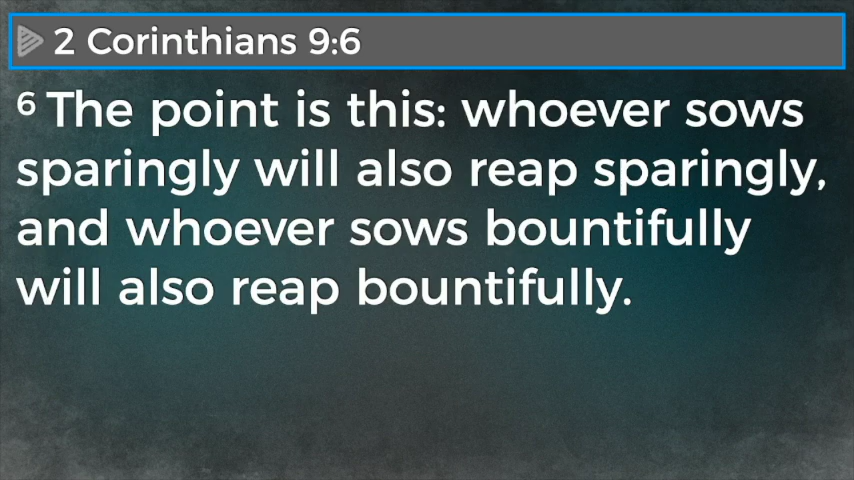 2 Corinthians 9:6
6 The point is this: whoever sows
sparingly will also reap sparingly,
and whoever sows bountifully
will also reap bountifully.